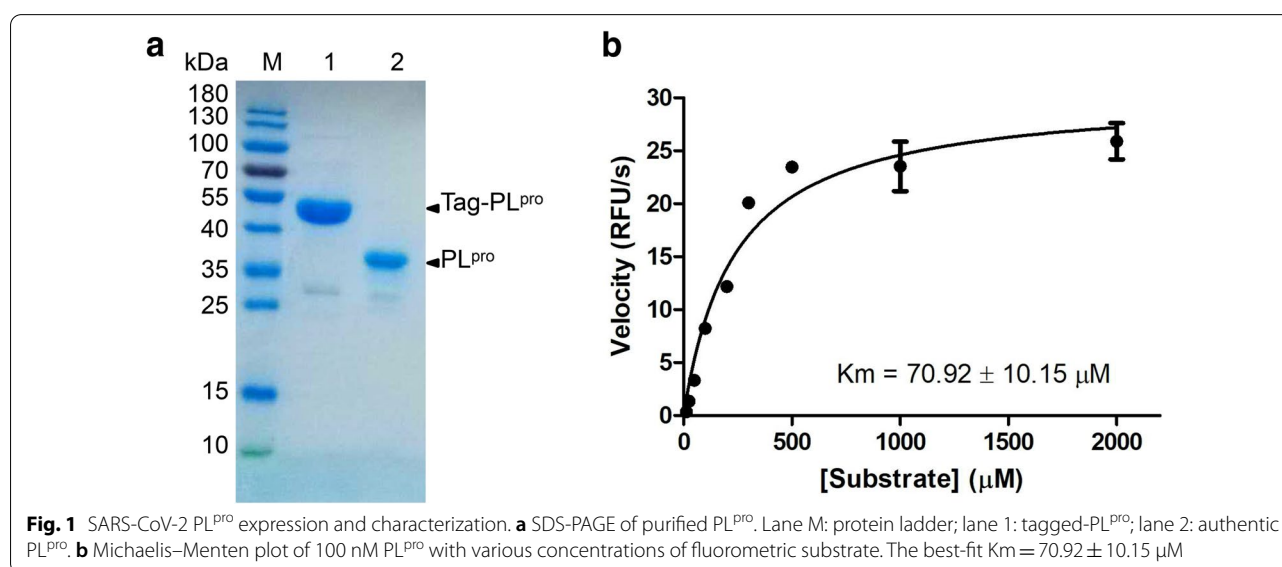 a
kDa M 1 2
180
130
100
70
55
40
35
25
15
10
Tag-PLpro
PLpro
b
Velocity (RFU/s)
30
25
20
15
10
5
0
Km = 70.92 ± 10.15 µM
0 500 1000 1500 2000
[Substrate] (µM)
Fig. 1 SARS-CoV-2 PLpro expression and characterization. a SDS-PAGE of purified PLpro. Lane M: protein ladder; lane 1: tagged-PLpro; lane 2: authentic
PLpro. b Michaelis–Menten plot of 100 nM PLpro with various concentrations of fluorometric substrate. The best-fit Km = 70.92 ± 10.15 µM